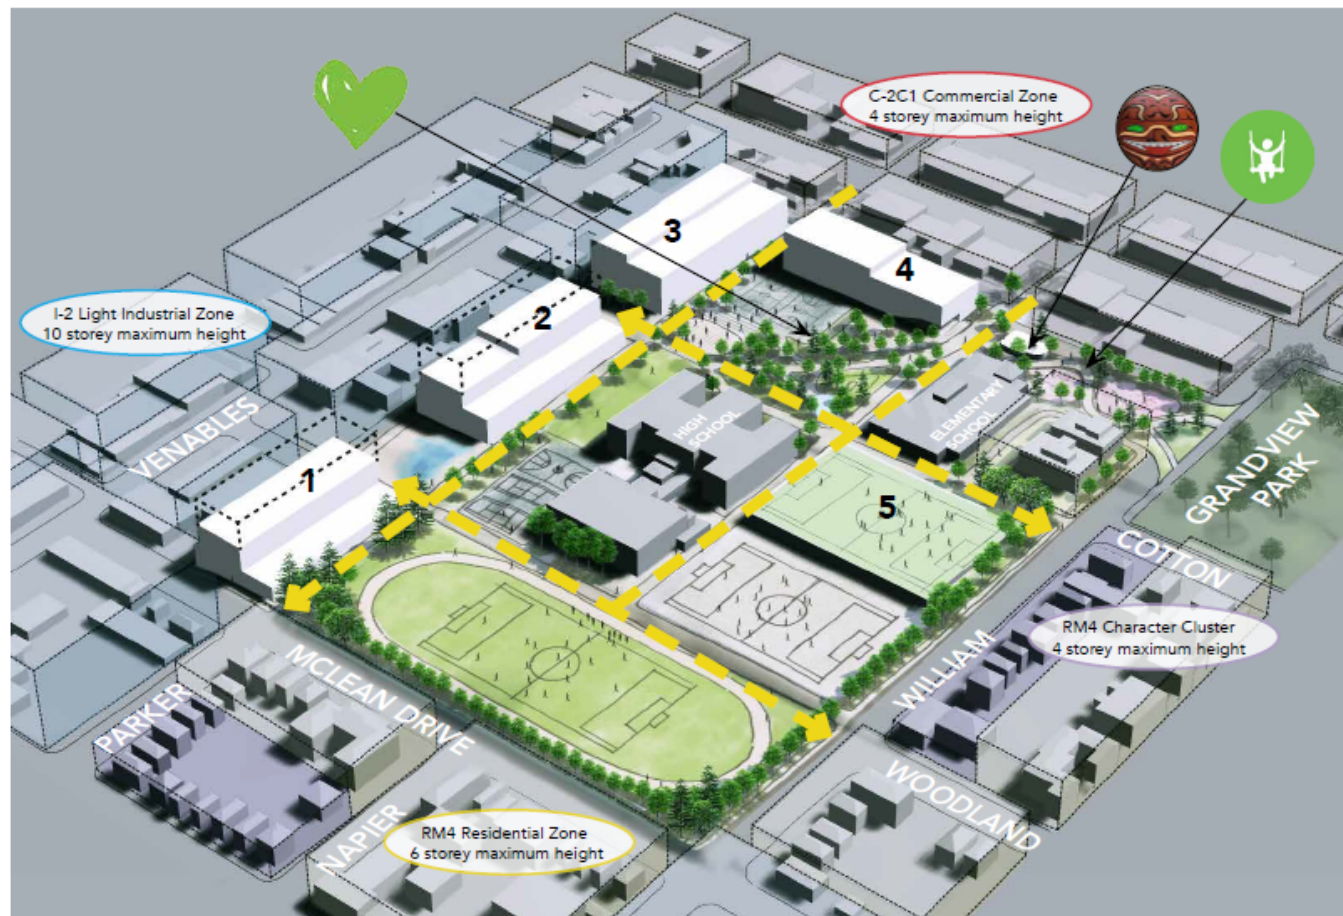 C-2C1 Commercial Zone
4 storey maximum height
3
4
I-2 Light Industrial Zone
10 storey maximum height
2
VENABLES
HIGH
SCHOOL
ELEMENTARY
SCHOOL
GRANDVIEW
PARK
1
5
COTTON
RM4 Character Cluster
4 storey maximum height
WILLIAM
MCLEAN DRIVE
PARKER
WOODLAND
NAPIER
RM4 Residential Zone
6 storey maximum height